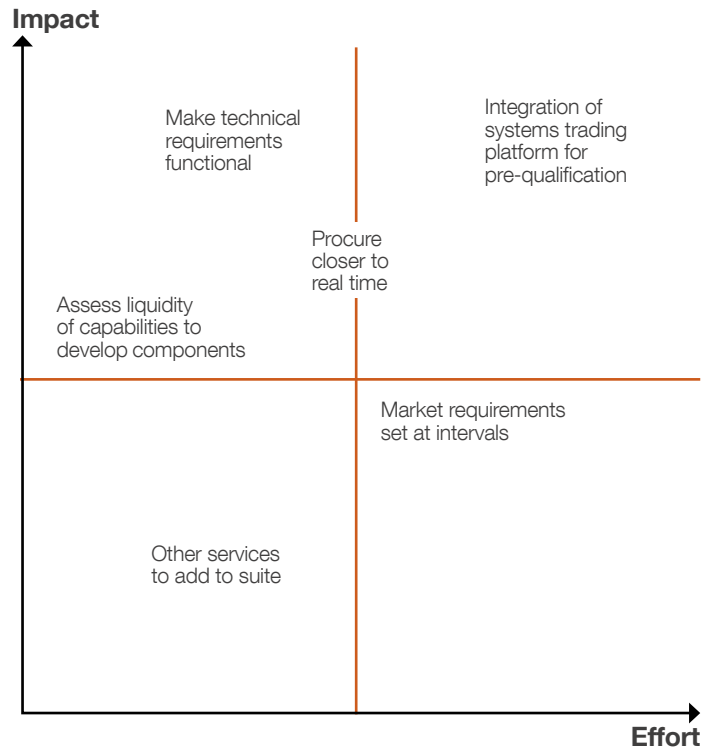 Impact
Make technical
requirements
functional
Integration of
systems trading
platform for
pre-qualification
Procure
closer to
real time
Assess liquidity
of capabilities to
develop components
Market requirements
set at intervals
Other services
to add to suite
Effort